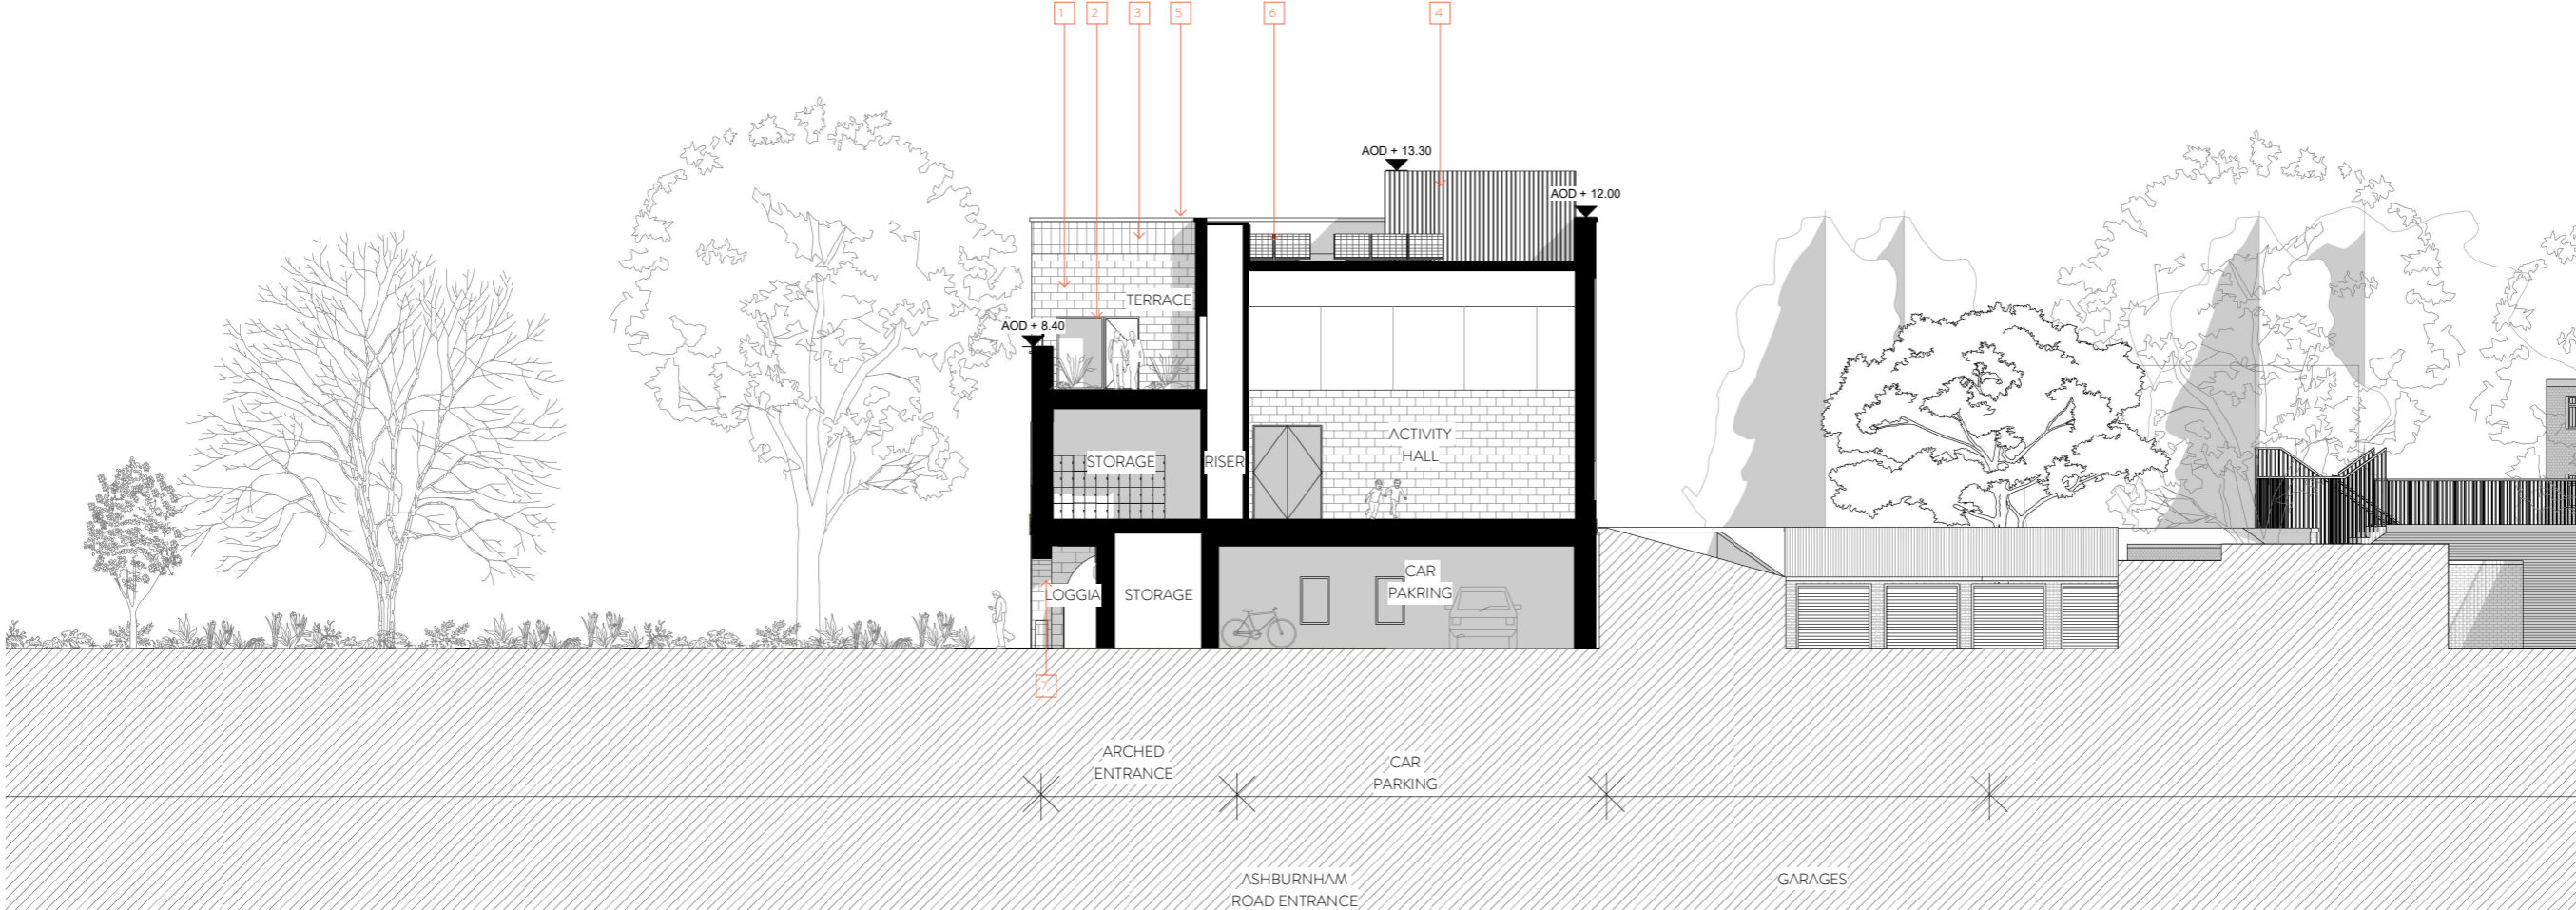 1 2 3 5 6 4
AOD + 13.30
AOD + 12.00
TERRACE
AOD + 8.40
ACTIVITY
HALL
STORAGE
RISER
CAR
PAKRING
LOGGIA
STORAGE
7
ARCHED
ENTRANCE
CAR
PARKING
ASHBURNHAM
ROAD ENTRANCE
GARAGES